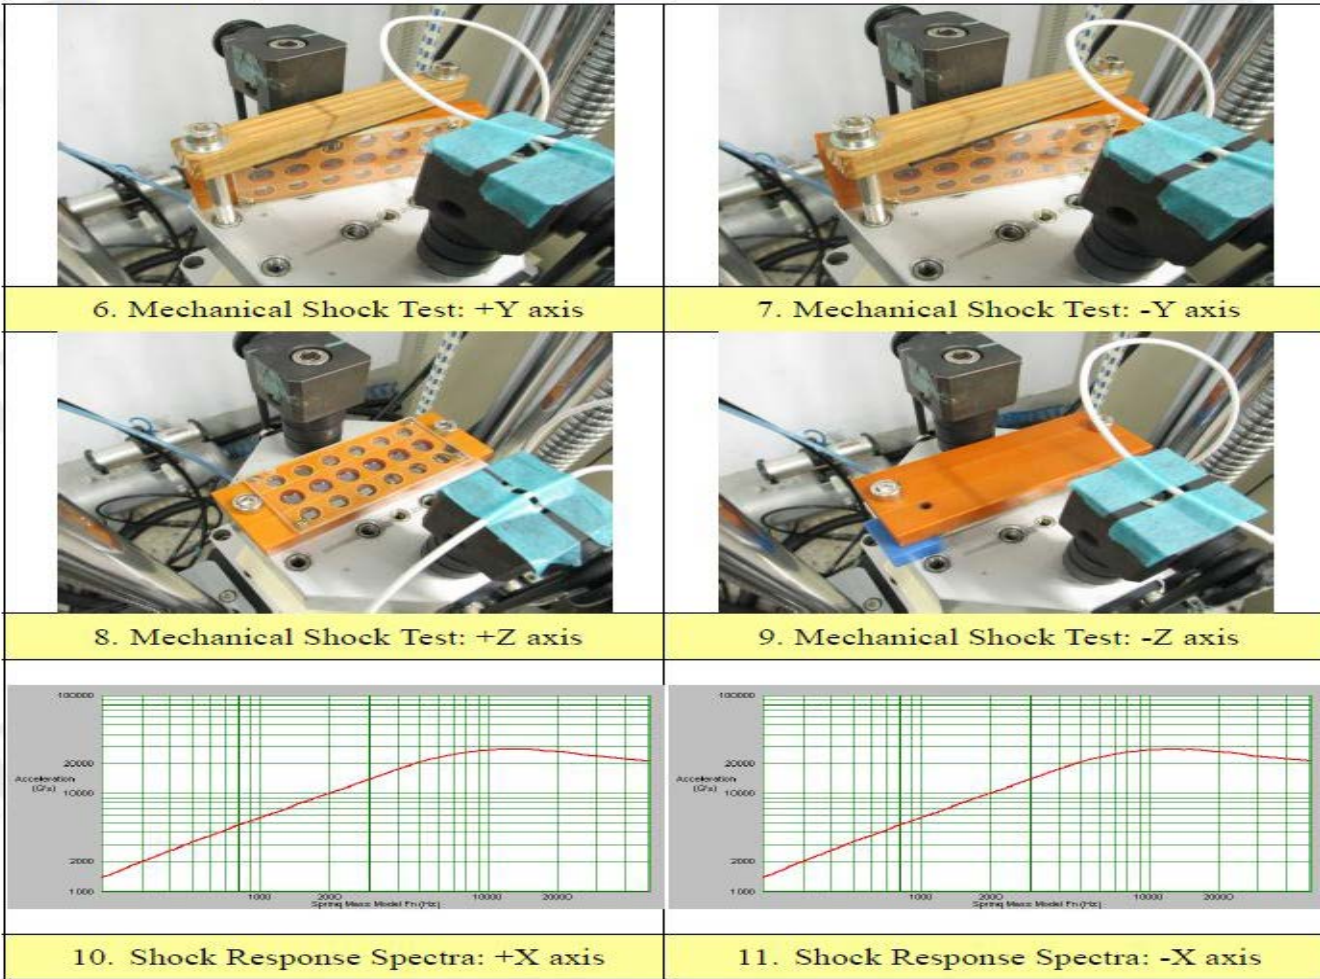 6. Mechanical Shock Test: +Y axis
7. Mechanical Shock Test: -Y axis
8. Mechanical Shock Test: +Z axis
9. Mechanical Shock Test: -Z axis
100000
20000
Acceleration
(G's)
10000
2000
1000
1000
2000
10000
20000
Spring Mass Model Fn (Hz)
100000
20000
Acceleration
(G's)
10000
2000
1000
1000
2000
10000
20000
Spring Mass Model Fn (Hz)
10. Shock Response Spectra: +X axis
11. Shock Response Spectra: -X axis